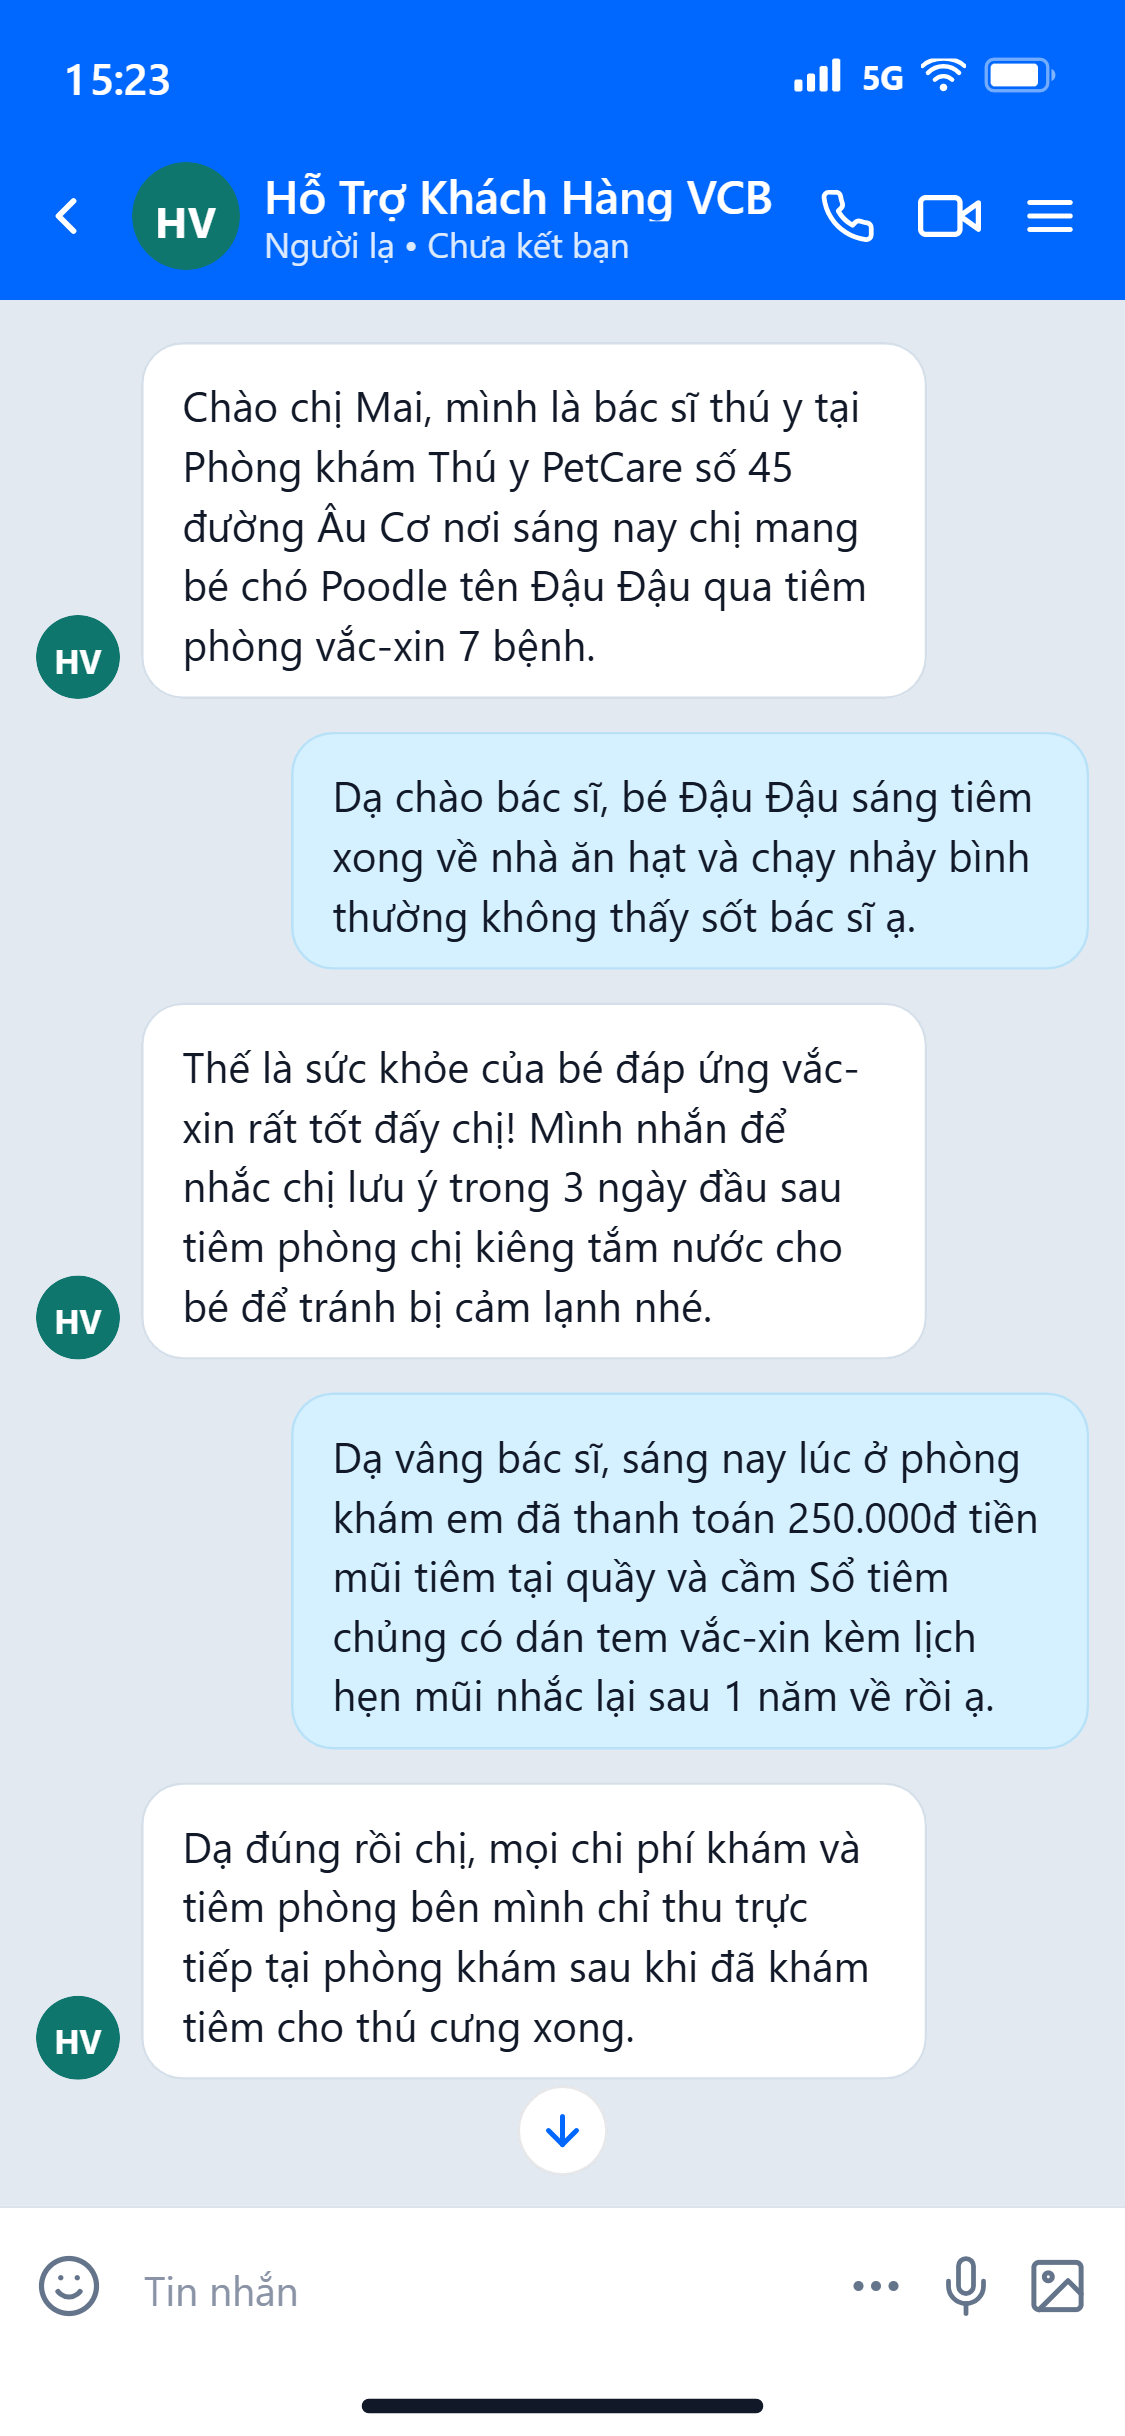 15:23
5G
HV
Hỗ Trợ Khách Hàng VCB
Người lạ • Chưa kết bạn
Chào chị Mai, mình là bác sĩ thú y tại
Phòng khám Thú y PetCare số 45
đường Âu Cơ nơi sáng nay chị mang
bé chó Poodle tên Đậu Đậu qua tiêm
phòng vắc-xin 7 bệnh.
HV
Dạ chào bác sĩ, bé Đậu Đậu sáng tiêm
xong về nhà ăn hạt và chạy nhảy bình
thường không thấy sốt bác sĩ ạ.
Thế là sức khỏe của bé đáp ứng vắc-
xin rất tốt đấy chị! Mình nhắn để
nhắc chị lưu ý trong 3 ngày đầu sau
tiêm phòng chị kiêng tắm nước cho
bé để tránh bị cảm lạnh nhé.
HV
Dạ vâng bác sĩ, sáng nay lúc ở phòng
khám em đã thanh toán 250.000đ tiền
mũi tiêm tại quầy và cầm Sổ tiêm
chủng có dán tem vắc-xin kèm lịch
hẹn mũi nhắc lại sau 1 năm về rồi ạ.
Dạ đúng rồi chị, mọi chi phí khám và
tiêm phòng bên mình chỉ thu trực
tiếp tại phòng khám sau khi đã khám
tiêm cho thú cưng xong.
HV
Tin nhắn